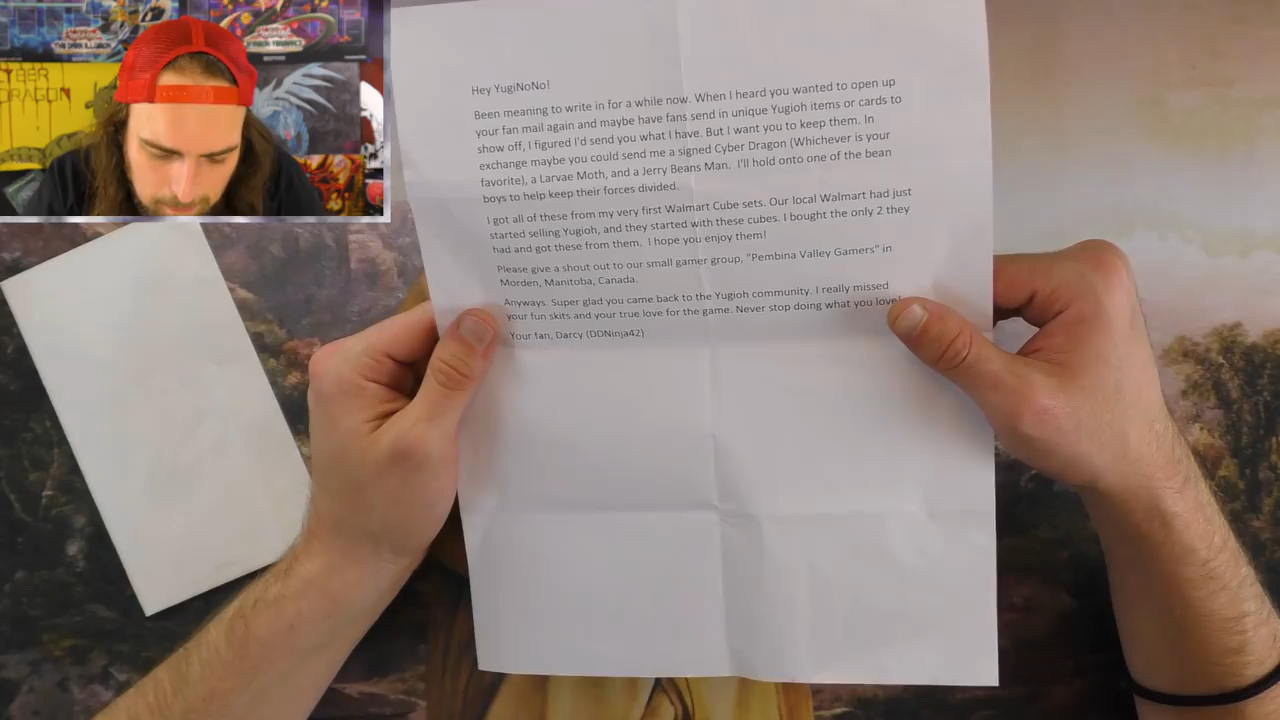 THE DARK ILLUSION
CYBER
DRAGON
Hey YugiNoNo!
Been meaning to write in for a while now. When I heard you wanted to open up
your fan mail again and maybe have fans send in unique Yugioh items or cards to
show off, I figured I'd send you what I have. But I want you to keep them. In
exchange maybe you could send me a signed Cyber Dragon (Whichever is your
favorite), a Larvae Moth, and a Jerry Beans Man. I'll hold onto one of the bean
boys to help keep their forces divided.
I got all of these from my very first Walmart Cube sets. Our local Walmart had just
started selling Yugioh, and they started with these cubes. I bought the only 2 they
had and got these from them. I hope you enjoy them!
Please give a shout out to our small gamer group, "Pembina Valley Gamers" in
Morden, Manitoba, Canada.
Anyways. Super glad you came back to the Yugioh community. I really missed
your fun skits and your true love for the game. Never stop doing what you love!
Your fan, Darcy (DDNinja42)